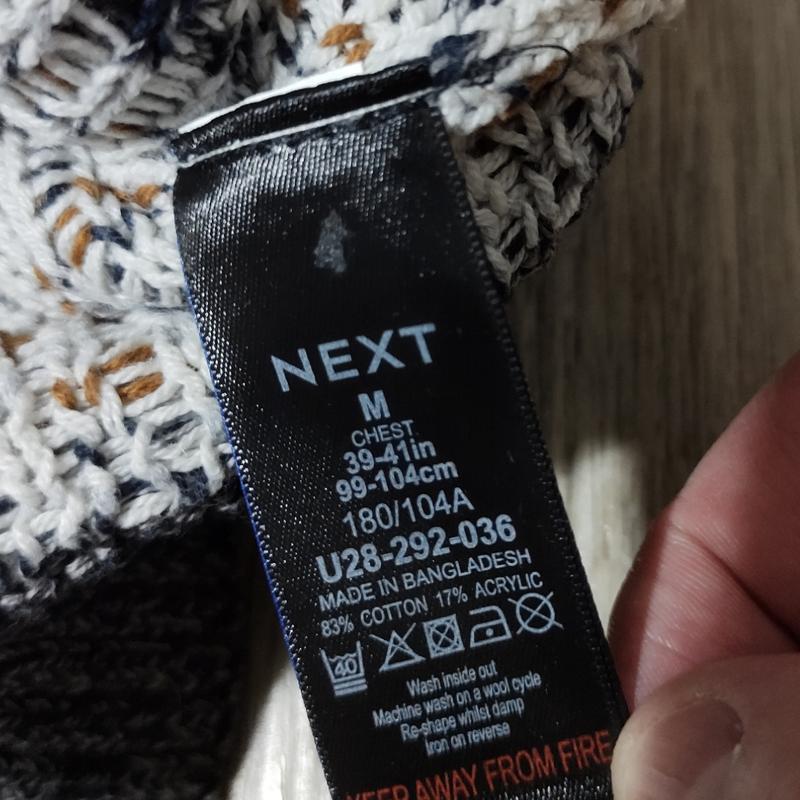 NEXT
M
CHEST
39-41in
99-104cm
180/104A
U28-292-036
MADE IN BANGLADESH
83% COTTON 17% ACRYLIC
40
Wash inside out
Machine wash on a wool cycle
Re-shape whilst damp
Iron on reverse
KEEP AWAY FROM FIRE